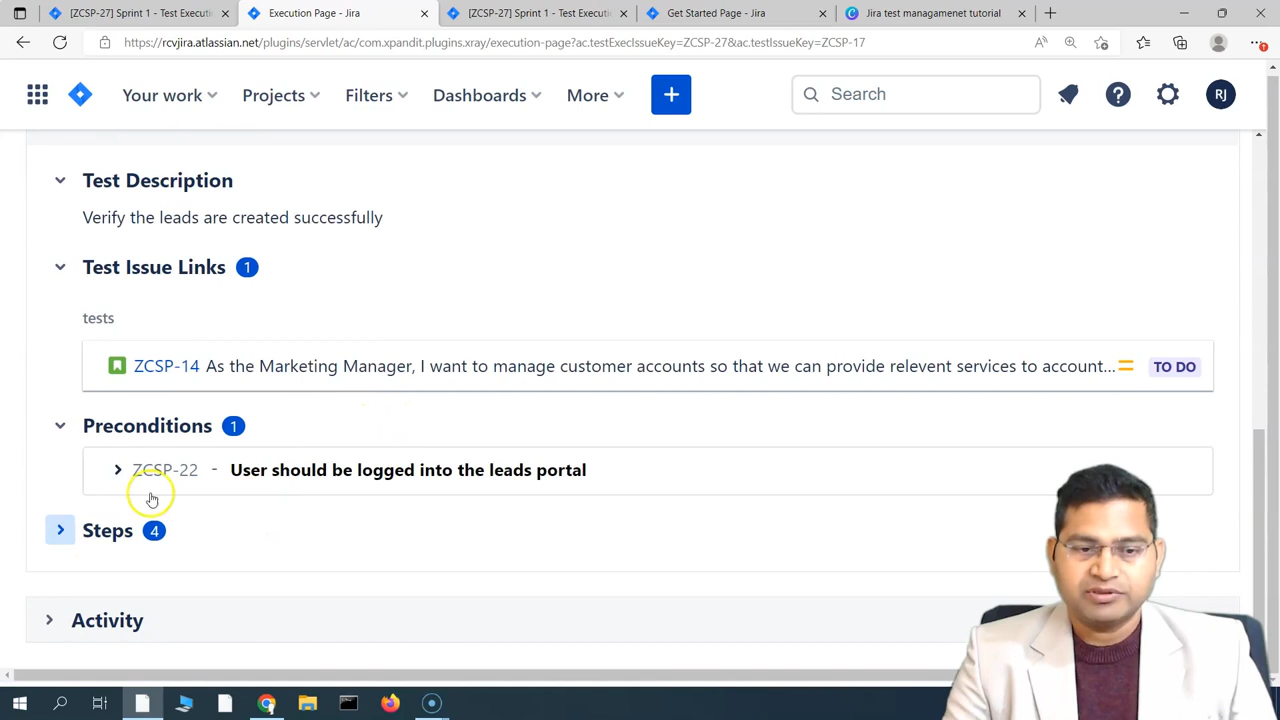 [ZCSP-27] Sprint 1 - Test Executi
Execution Page - Jira
[ZCSP-27] Sprint 1 - Test Executi
Get Started Page - Jira
Jira test managamenet tutorial
https://rcvjira.atlassian.net/plugins/servlet/ac/com.xpandit.plugins.xray/execution-page?ac.testExecIssueKey=ZCSP-27&ac.testIssueKey=ZCSP-17
Your work
Projects
Filters
Dashboards
More
Search
RJ
Test Description
Verify the leads are created successfully
Test Issue Links 1
tests
ZCSP-14 As the Marketing Manager, I want to manage customer accounts so that we can provide relevent services to account... TO DO
Preconditions 1
ZCSP-22 - User should be logged into the leads portal
Steps 4
Activity